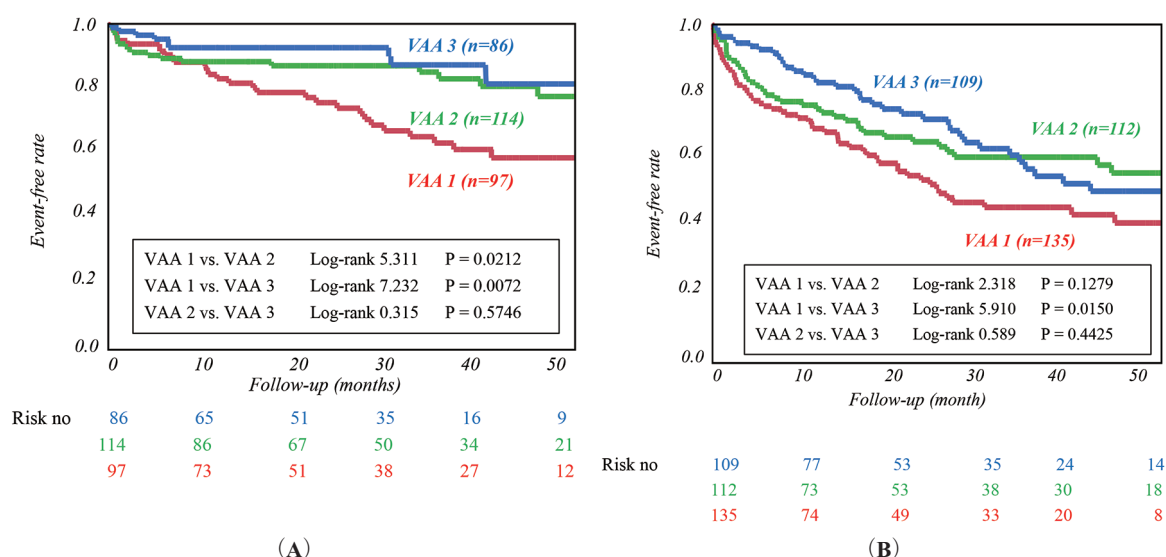 1.0
0.8
0.6
0.4
0.2
0.0
Event-free rate
VAA 3 (n=86)
VAA 2 (n=114)
VAA 1 (n=97)
VAA 1 vs. VAA 2 Log-rank 5.311 P = 0.0212
VAA 1 vs. VAA 3 Log-rank 7.232 P = 0.0072
VAA 2 vs. VAA 3 Log-rank 0.315 P = 0.5746
0 10 20 30 40 50
Follow-up (months)
Risk no 86 65 51 35 16 9
114 86 67 50 34 21
97 73 51 38 27 12
(A)
1.0
0.8
0.6
0.4
0.2
0.0
Event-free rate
VAA 3 (n=109)
VAA 2 (n=112)
VAA 1 (n=135)
VAA 1 vs. VAA 2 Log-rank 2.318 P = 0.1279
VAA 1 vs. VAA 3 Log-rank 5.910 P = 0.0150
VAA 2 vs. VAA 3 Log-rank 0.589 P = 0.4425
0 10 20 30 40 50
Follow-up (month)
Risk no 109 77 53 35 24 14
112 73 53 38 30 18
135 74 49 33 20 8
(B)